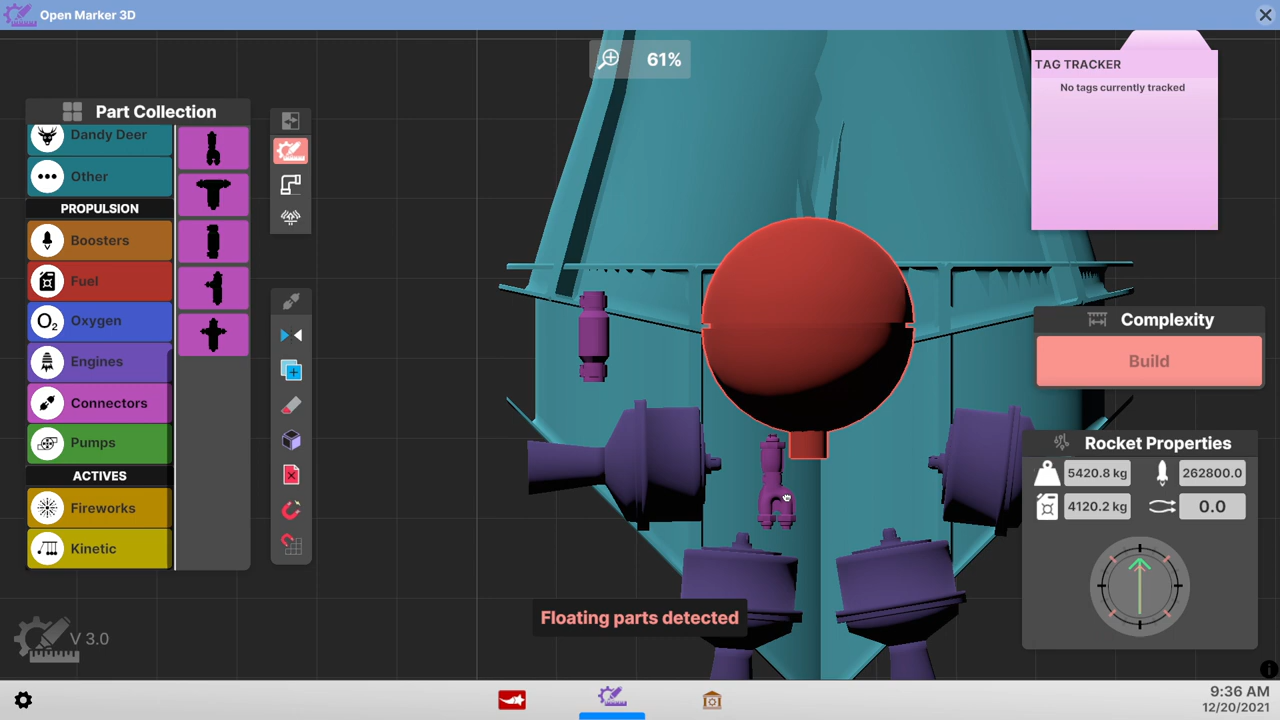 Open Marker 3D
61%
TAG TRACKER
No tags currently tracked
Part Collection
Dandy Deer
Other
PROPULSION
Boosters
Fuel
O2 Oxygen
Engines
Connectors
Pumps
ACTIVES
Fireworks
Kinetic
Complexity
Build
Rocket Properties
5420.8 kg
262800.0
4120.2 kg
0.0
Floating parts detected
V 3.0
9:36 AM
12/20/2021